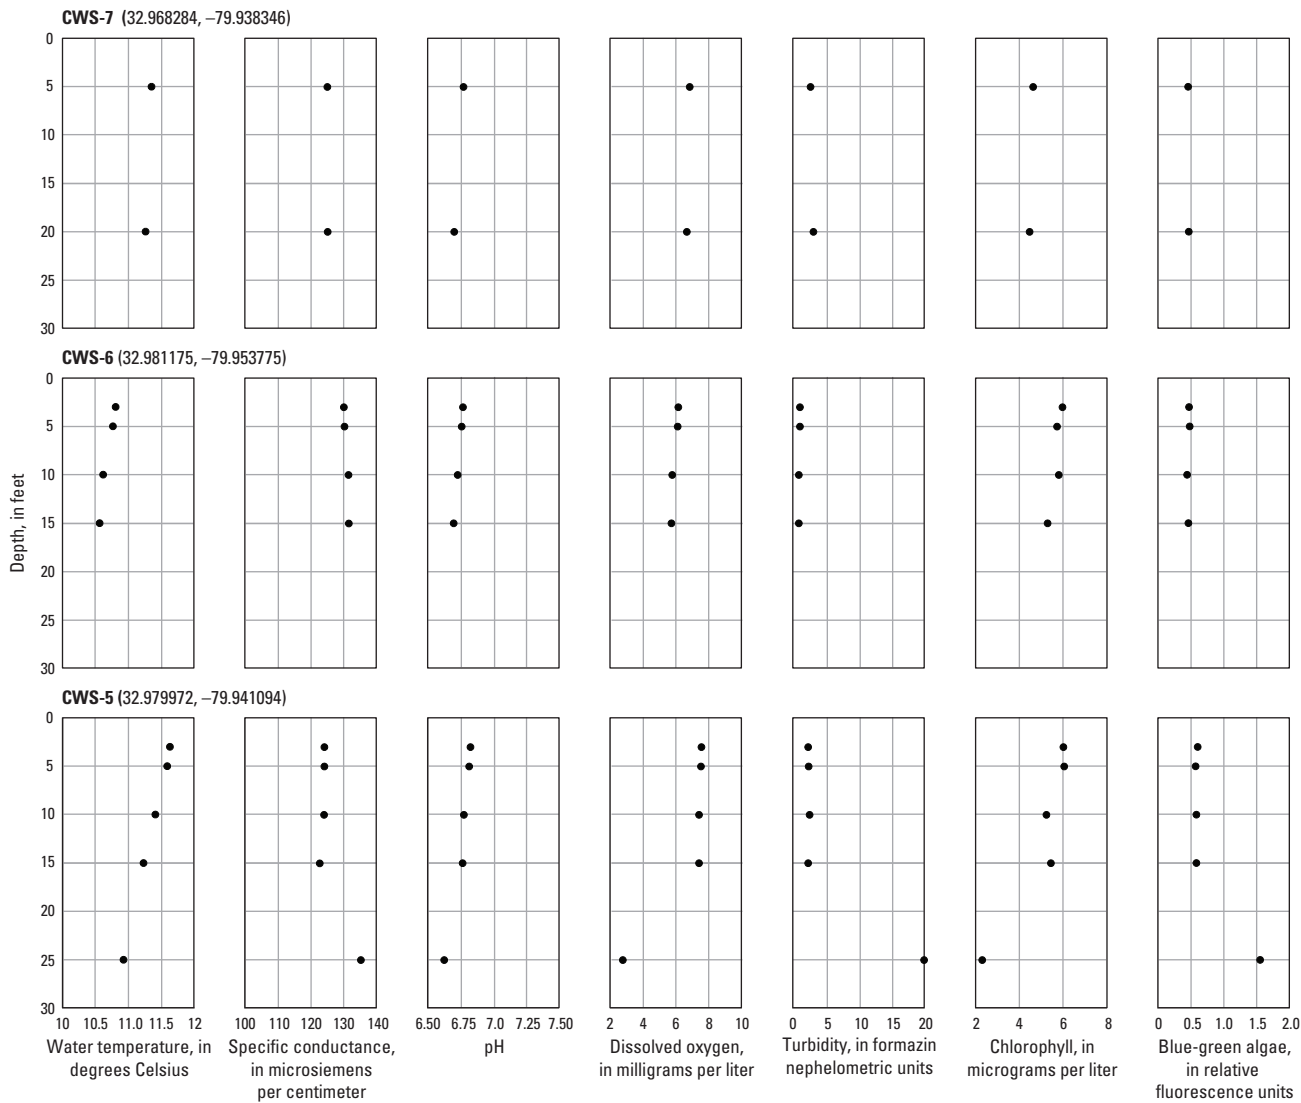 CWS-7 (32.968284, –79.938346)
0
5
10
15
20
25
30
CWS-6 (32.981175, –79.953775)
0
5
10
15
20
25
30
Depth, in feet
CWS-5 (32.979972, –79.941094)
0
5
10
15
20
25
30
10 10.5 11.0 11.5 12
100 110 120 130 140
6.50 6.75 7.0 7.25 7.50
2 4 6 8 10
0 5 10 15 20
2 4 6 8
0 0.5 1.0 1.5 2.0
Water temperature, in
degrees Celsius
Specific conductance,
in microsiemens
per centimeter
pH
Dissolved oxygen,
in milligrams per liter
Turbidity, in formazin
nephelometric units
Chlorophyll, in
micrograms per liter
Blue-green algae,
in relative
fluorescence units